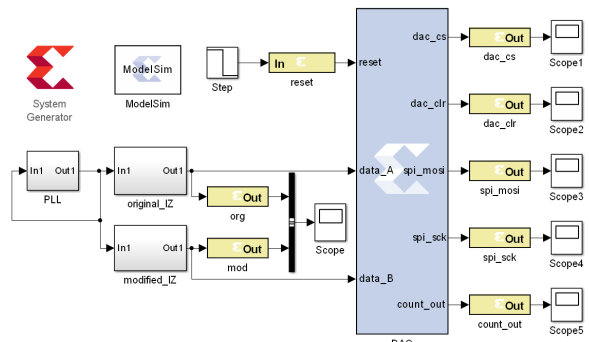 System
Generator
ModelSim
ModelSim
Step
In
reset
reset
dac_cs
Out
dac_cs
Scope1
dac_clr
Out
dac_clr
Scope2
In1 Out1
PLL
In1 Out1
original_IZ
Out
org
Scope
data_A
spi_mosi
Out
spi_mosi
Scope3
In1 Out1
modified_IZ
Out
mod
data_B
spi_sck
Out
spi_sck
Scope4
count_out
Out
count_out
Scope5